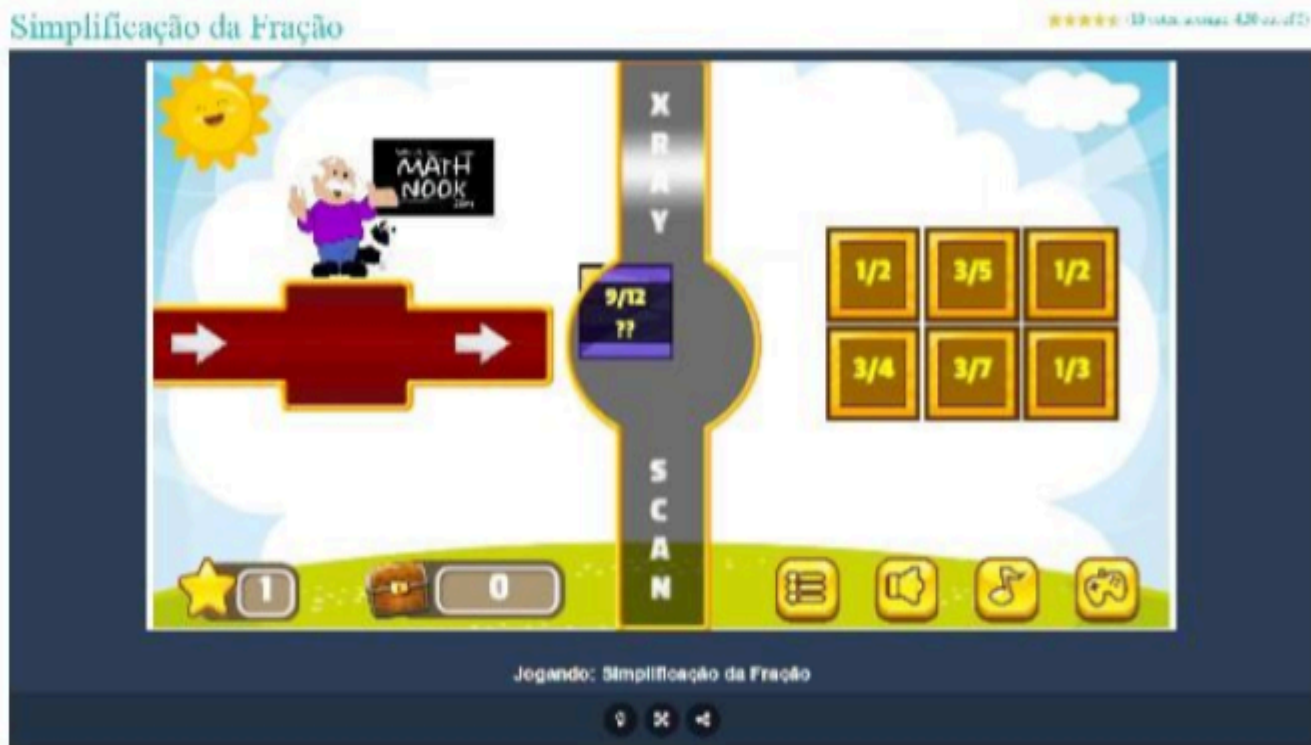 Simplificação da Fração
MATH
NOOK
X
R
A
Y
9/12
??
1/2 3/5 1/2
3/4 3/7 1/3
S
C
A
N
1
0
Jogando: Simplificação da Fração